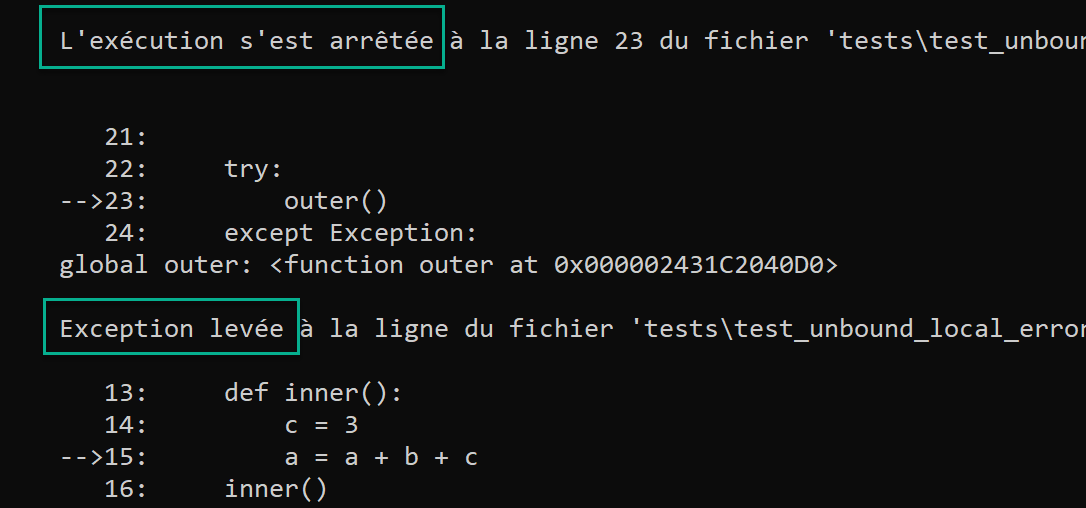 L'exécution s'est arrêtée à la ligne 23 du fichier 'tests\test_unbour
21:
22:     try:
-->23:         outer()
24:     except Exception:
global outer: <function outer at 0x000002431C2040D0>
Exception levée à la ligne du fichier 'tests\test_unbound_local_error
13:     def inner():
14:         c = 3
-->15:         a = a + b + c
16:     inner()